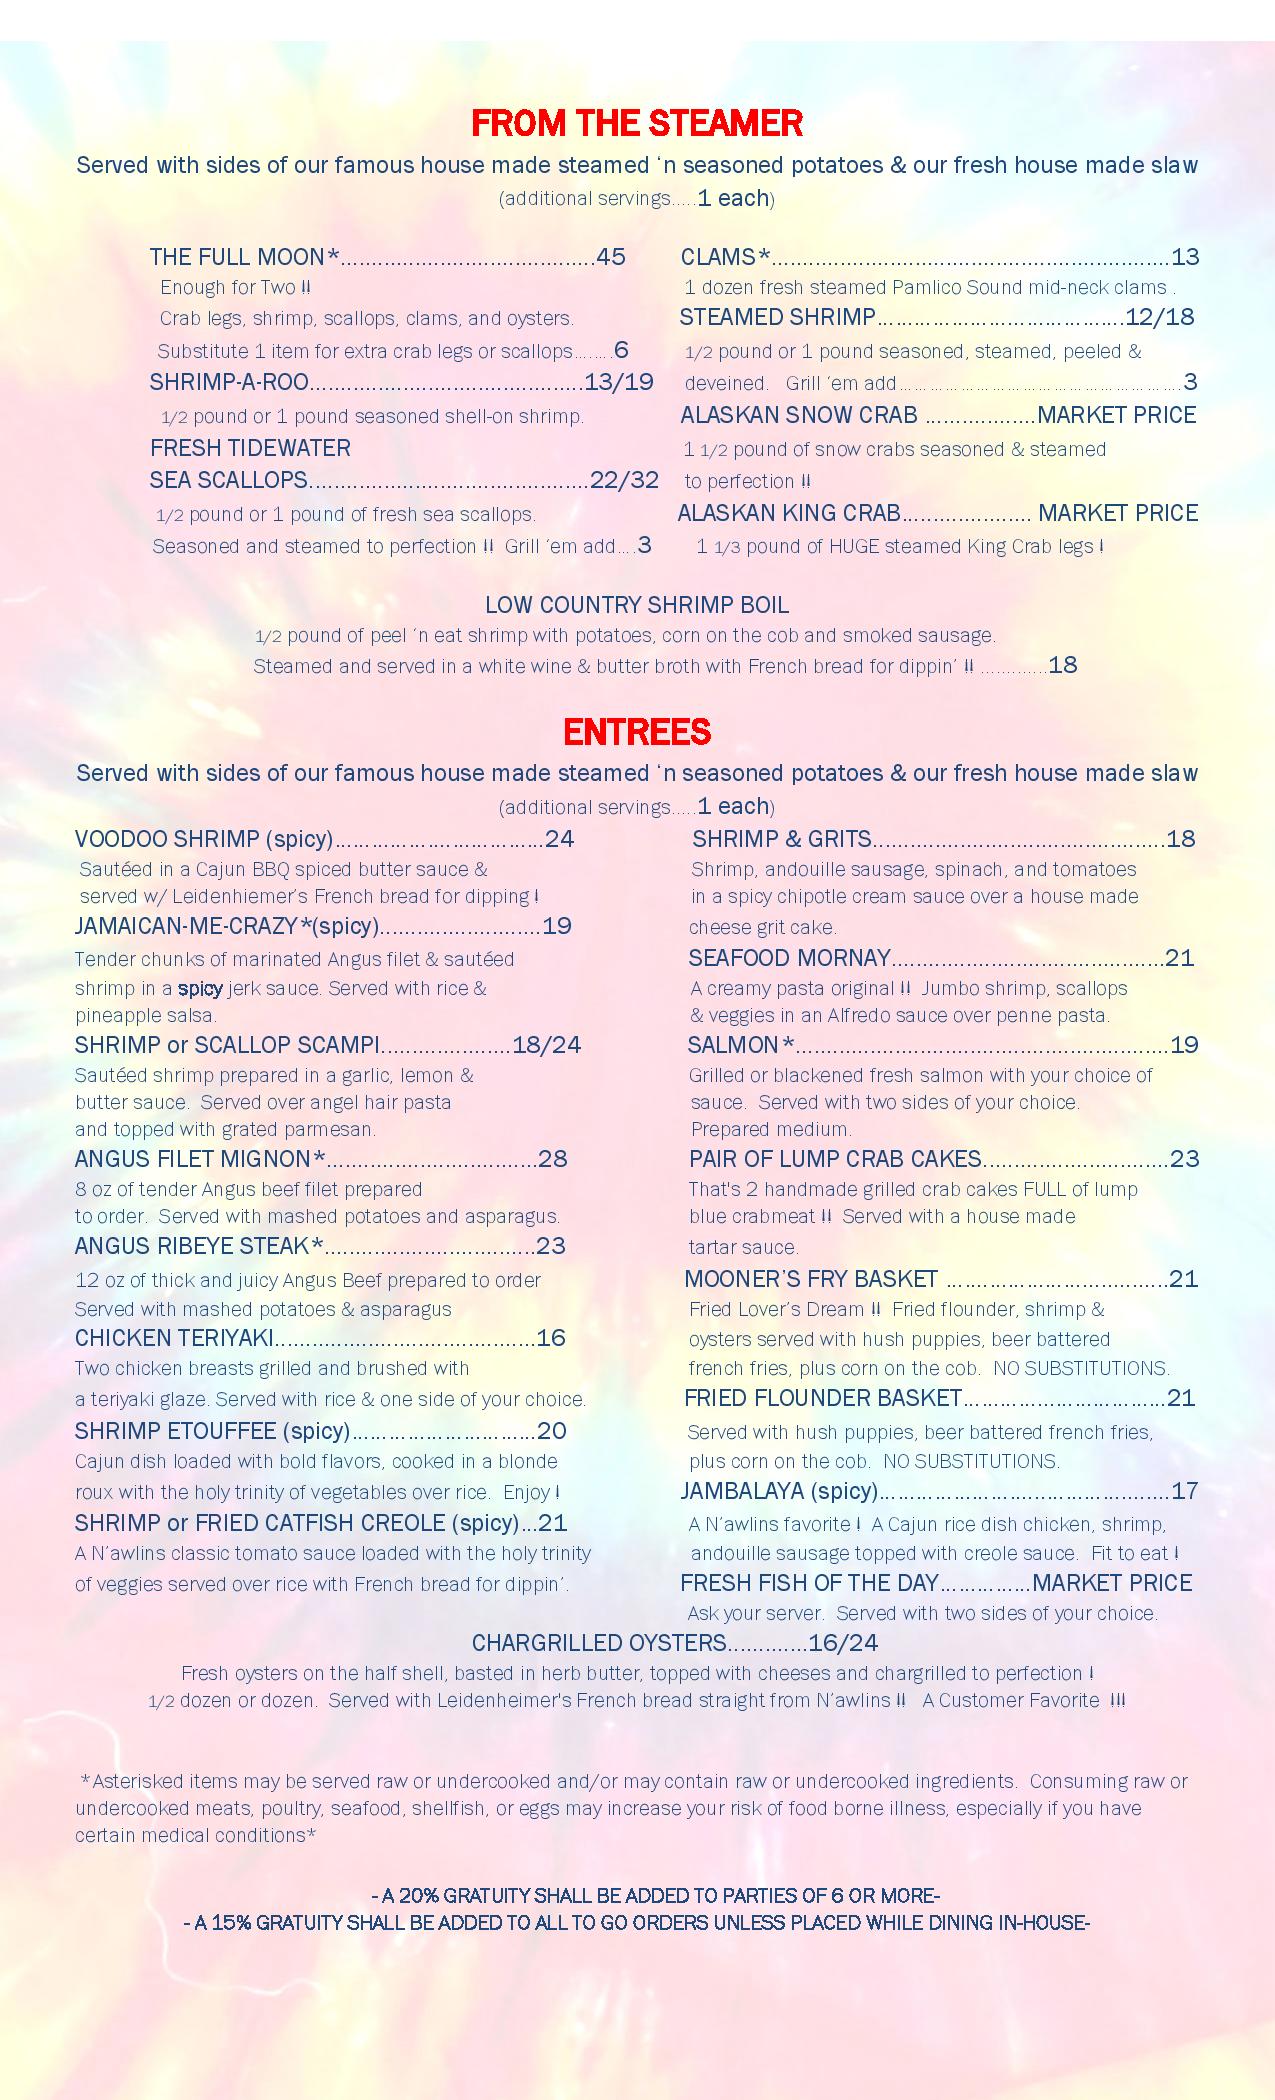 FROM THE STEAMER
Served with sides of our famous house made steamed ‘n seasoned potatoes & our fresh house made slaw
(additional servings.....1 each)
THE FULL MOON*.........................................45
Enough for Two !!
Crab legs, shrimp, scallops, clams, and oysters.
Substitute 1 item for extra crab legs or scallops.......6
SHRIMP-A-ROO............................................13/19
1/2 pound or 1 pound seasoned shell-on shrimp.
FRESH TIDEWATER
SEA SCALLOPS.............................................22/32
1/2 pound or 1 pound of fresh sea scallops.
Seasoned and steamed to perfection !! Grill ‘em add....3
CLAMS*................................................................13
1 dozen fresh steamed Pamlico Sound mid-neck clams .
STEAMED SHRIMP........................................12/18
1/2 pound or 1 pound seasoned, steamed, peeled &
deveined. Grill ‘em add......................................................3
ALASKAN SNOW CRAB ..................MARKET PRICE
1 1/2 pound of snow crabs seasoned & steamed
to perfection !!
ALASKAN KING CRAB..................... MARKET PRICE
1 1/3 pound of HUGE steamed King Crab legs !
LOW COUNTRY SHRIMP BOIL
1/2 pound of peel ‘n eat shrimp with potatoes, corn on the cob and smoked sausage.
Steamed and served in a white wine & butter broth with French bread for dippin’ !! .............18
ENTREES
Served with sides of our famous house made steamed ‘n seasoned potatoes & our fresh house made slaw
(additional servings.....1 each)
VOODOO SHRIMP (spicy)..................................24
Sautéed in a Cajun BBQ spiced butter sauce &
served w/ Leidenhiemer’s French bread for dipping !
JAMAICAN-ME-CRAZY*(spicy)..........................19
Tender chunks of marinated Angus filet & sautéed
shrimp in a spicy jerk sauce. Served with rice &
pineapple salsa.
SHRIMP or SCALLOP SCAMPI.....................18/24
Sautéed shrimp prepared in a garlic, lemon &
butter sauce. Served over angel hair pasta
and topped with grated parmesan.
ANGUS FILET MIGNON*..................................28
8 oz of tender Angus beef filet prepared
to order. Served with mashed potatoes and asparagus.
ANGUS RIBEYE STEAK*..................................23
12 oz of thick and juicy Angus Beef prepared to order
Served with mashed potatoes & asparagus
CHICKEN TERIYAKI..........................................16
Two chicken breasts grilled and brushed with
a teriyaki glaze. Served with rice & one side of your choice.
SHRIMP ETOUFFEE (spicy)..............................20
Cajun dish loaded with bold flavors, cooked in a blonde
roux with the holy trinity of vegetables over rice. Enjoy !
SHRIMP or FRIED CATFISH CREOLE (spicy)...21
A N’awlins classic tomato sauce loaded with the holy trinity
of veggies served over rice with French bread for dippin’.
SHRIMP & GRITS...............................................18
Shrimp, andouille sausage, spinach, and tomatoes
in a spicy chipotle cream sauce over a house made
cheese grit cake.
SEAFOOD MORNAY............................................21
A creamy pasta original !! Jumbo shrimp, scallops
& veggies in an Alfredo sauce over penne pasta.
SALMON*............................................................19
Grilled or blackened fresh salmon with your choice of
sauce. Served with two sides of your choice.
Prepared medium.
PAIR OF LUMP CRAB CAKES..............................23
That's 2 handmade grilled crab cakes FULL of lump
blue crabmeat !! Served with a house made
tartar sauce.
MOONER’S FRY BASKET ....................................21
Fried Lover’s Dream !! Fried flounder, shrimp &
oysters served with hush puppies, beer battered
french fries, plus corn on the cob. NO SUBSTITUTIONS.
FRIED FLOUNDER BASKET.................................21
Served with hush puppies, beer battered french fries,
plus corn on the cob. NO SUBSTITUTIONS.
JAMBALAYA (spicy)...............................................17
A N’awlins favorite ! A Cajun rice dish chicken, shrimp,
andouille sausage topped with creole sauce. Fit to eat !
FRESH FISH OF THE DAY...............MARKET PRICE
Ask your server. Served with two sides of your choice.
CHARGRILLED OYSTERS.............16/24
Fresh oysters on the half shell, basted in herb butter, topped with cheeses and chargrilled to perfection !
1/2 dozen or dozen. Served with Leidenheimer's French bread straight from N’awlins !! A Customer Favorite !!!
*Asterisked items may be served raw or undercooked and/or may contain raw or undercooked ingredients. Consuming raw or
undercooked meats, poultry, seafood, shellfish, or eggs may increase your risk of food borne illness, especially if you have
certain medical conditions*
- A 20% GRATUITY SHALL BE ADDED TO PARTIES OF 6 OR MORE-
- A 15% GRATUITY SHALL BE ADDED TO ALL TO GO ORDERS UNLESS PLACED WHILE DINING IN-HOUSE-